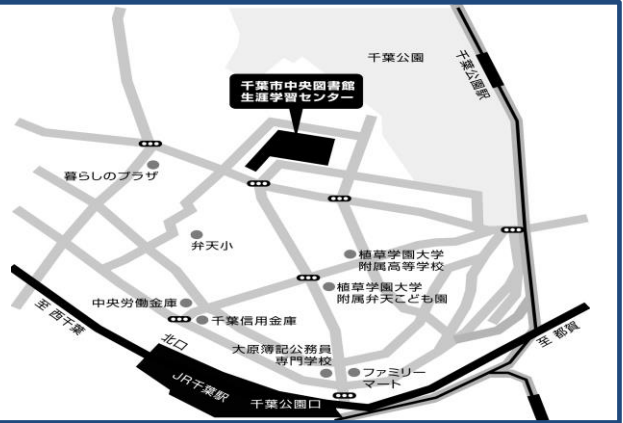 千葉公園
千葉公園駅
千葉市中央図書館
生涯学習センター
暮らしのプラザ
弁天小
植草学園大学
附属高等学校
植草学園大学
附属弁天こども園
中央労働金庫
千葉信用金庫
至 西千葉
北口
大原簿記公務員
専門学校
ファミリー
マート
至 都賀
JR千葉駅
千葉公園口